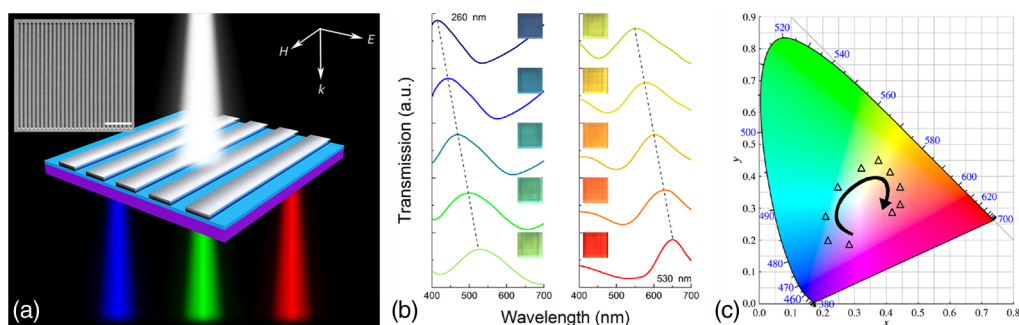 (a)
H
E
k
(b)
Transmission (a.u.)
260 nm
530 nm
400 500 600 700
400 500 600 700
Wavelength (nm)
(c)
y
0.9
0.8
0.7
0.6
0.5
0.4
0.3
0.2
0.1
0.0
520
540
560
500
580
600
620
700
490
480
470
460
380
0.0 0.1 0.2 0.3 0.4 0.5 0.6 0.7 0.8
x